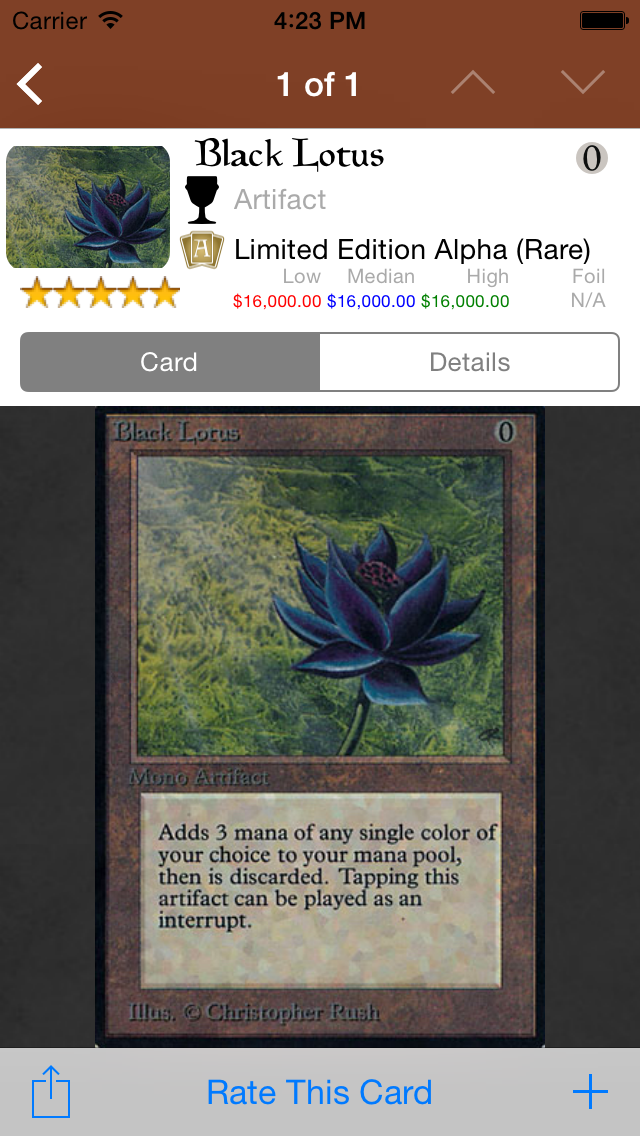 Carrier 4:23 PM
1 of 1
Black Lotus 0
Artifact
A Limited Edition Alpha (Rare)
Low Median High Foil
$16,000.00 $16,000.00 $16,000.00 N/A
Card Details
Black Lotus 0
Mono Artifact
Adds 3 mana of any single color of
your choice to your mana pool,
then is discarded. Tapping this
artifact can be played as an
interrupt.
Illus. © Christopher Rush
Rate This Card